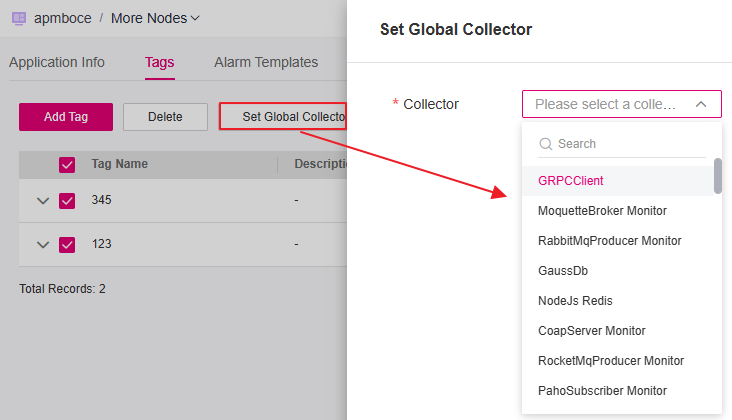 apmboce / More Nodes
Application Info Tags Alarm Templates
Add Tag Delete Set Global Collecto
Tag Name Descriptio
345 -
123 -
Total Records: 2
Set Global Collector
* Collector Please select a colle...
Search
GRPCClient
MoquetteBroker Monitor
RabbitMqProducer Monitor
GaussDb
NodeJs Redis
CoapServer Monitor
RocketMqProducer Monitor
PahoSubscriber Monitor